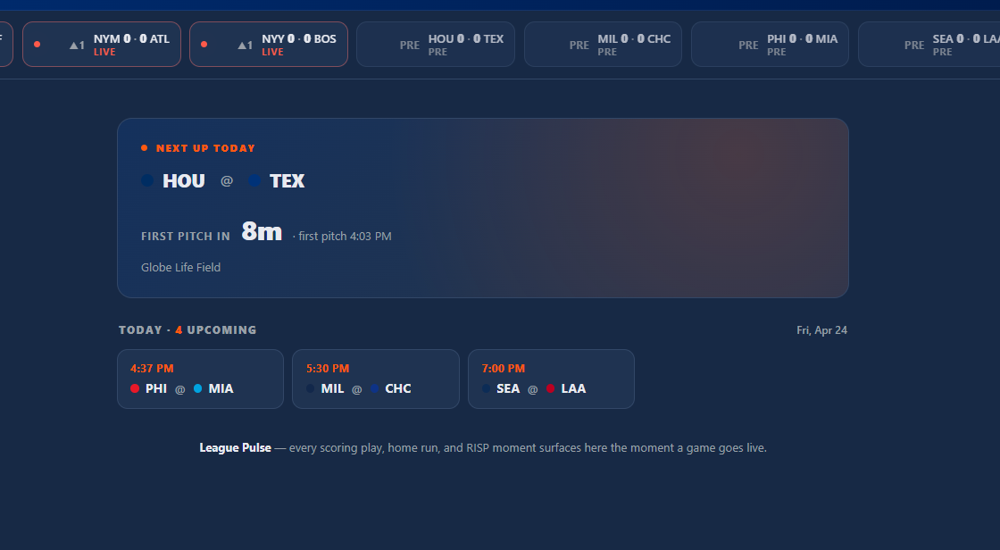 F
▲1 NYM 0 · 0 ATL
LIVE
▲1 NYY 0 · 0 BOS
LIVE
PRE HOU 0 · 0 TEX
PRE
PRE MIL 0 · 0 CHC
PRE
PRE PHI 0 · 0 MIA
PRE
PRE SEA 0 · 0 LAA
PRE
NEXT UP TODAY
HOU @ TEX
FIRST PITCH IN 8m · first pitch 4:03 PM
Globe Life Field
TODAY · 4 UPCOMING
Fri, Apr 24
4:37 PM
PHI @ MIA
5:30 PM
MIL @ CHC
7:00 PM
SEA @ LAA
League Pulse — every scoring play, home run, and RISP moment surfaces here the moment a game goes live.